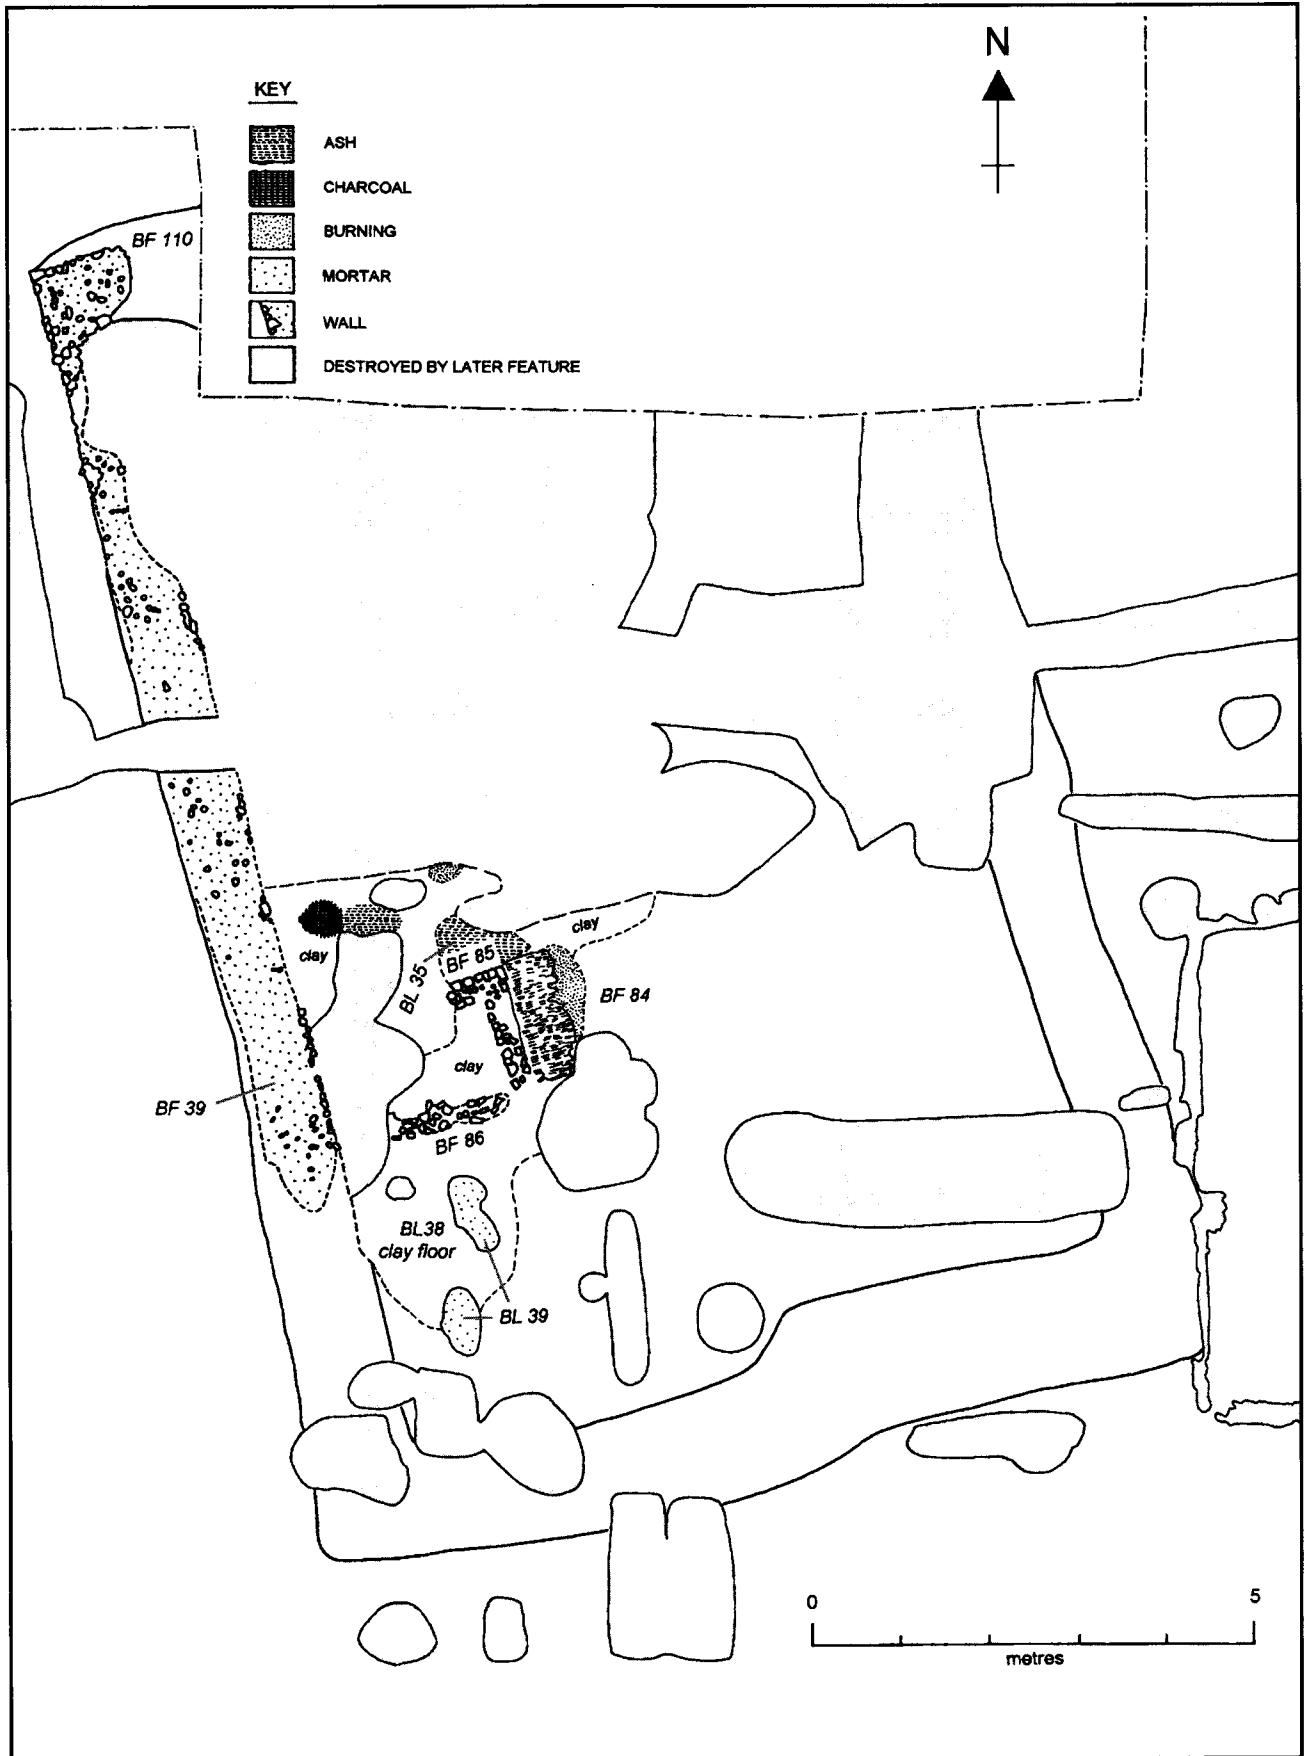 N
KEY
ASH
CHARCOAL
BURNING
MORTAR
WALL
DESTROYED BY LATER FEATURE
BF 110
clay
clay
BF 85
BL 35
BF 84
clay
BF 39
BF 86
BL38
clay floor
BL 39
0
5
metres